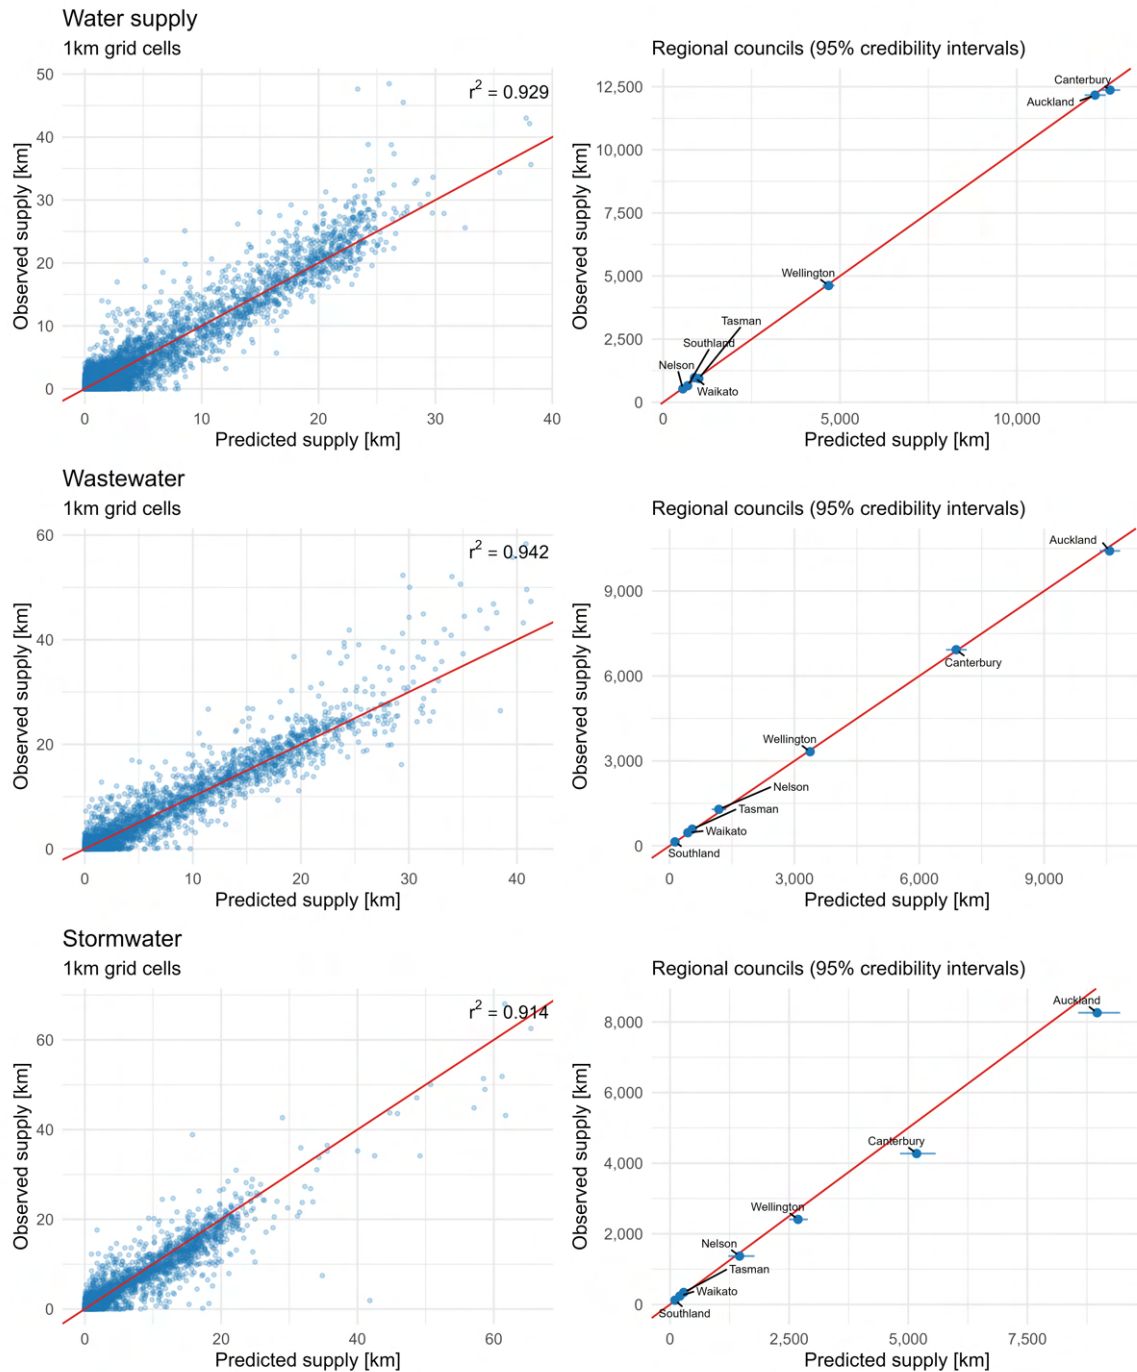 Water supply
1km grid cells
r² = 0.929
50
40
30
20
10
0
Observed supply [km]
0 10 20 30 40
Predicted supply [km]
Regional councils (95% credibility intervals)
Canterbury
Auckland
Wellington
Tasman
Southland
Nelson
Waikato
12,500
10,000
7,500
5,000
2,500
0
Observed supply [km]
0 5,000 10,000
Predicted supply [km]
Wastewater
1km grid cells
r² = 0.942
60
40
20
0
Observed supply [km]
0 10 20 30 40
Predicted supply [km]
Regional councils (95% credibility intervals)
Auckland
Canterbury
Wellington
Nelson
Tasman
Waikato
Southland
9,000
6,000
3,000
0
Observed supply [km]
0 3,000 6,000 9,000
Predicted supply [km]
Stormwater
1km grid cells
r² = 0.914
60
40
20
0
Observed supply [km]
0 20 40 60
Predicted supply [km]
Regional councils (95% credibility intervals)
Auckland
Canterbury
Wellington
Nelson
Tasman
Waikato
Southland
8,000
6,000
4,000
2,000
0
Observed supply [km]
0 2,500 5,000 7,500
Predicted supply [km]